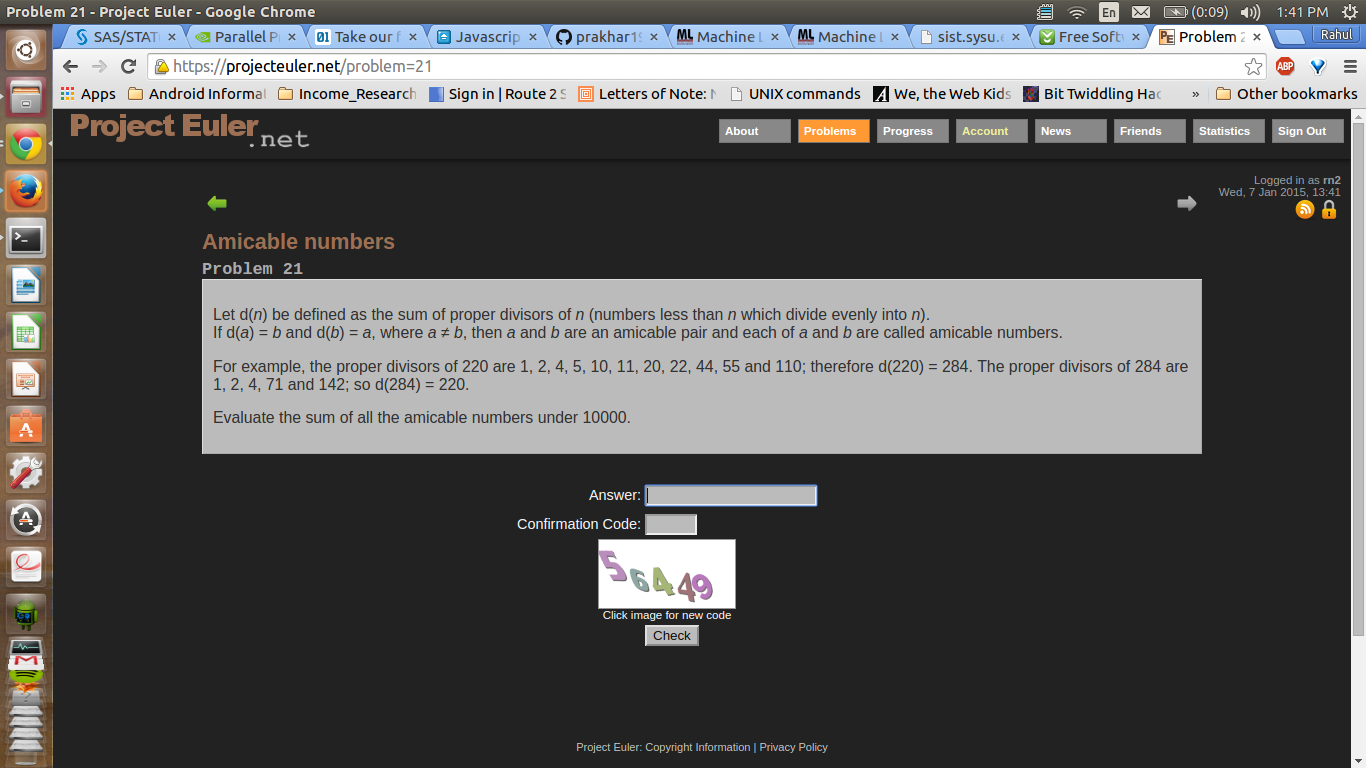 Problem 21 - Project Euler - Google Chrome
En
(0:09)
1:41 PM
SAS/STAT
Parallel P
01 Take our f
Javascrip
prakhar19
ML Machine L
ML Machine L
sist.sysu.e
Free Soft
PE Problem 2
Rahul
https://projecteuler.net/problem=21
ABP
Apps
Android Informa
Income_Research
Sign in | Route 2 S
Letters of Note: N
UNIX commands
We, the Web Kids
Bit Twiddling Hac
»
Other bookmarks
Project Euler.net
About
Problems
Progress
Account
News
Friends
Statistics
Sign Out
Logged in as rn2
Wed, 7 Jan 2015, 13:41
Amicable numbers
Problem 21
Let d(n) be defined as the sum of proper divisors of n (numbers less than n which divide evenly into n).
If d(a) = b and d(b) = a, where a ≠ b, then a and b are an amicable pair and each of a and b are called amicable numbers.
For example, the proper divisors of 220 are 1, 2, 4, 5, 10, 11, 20, 22, 44, 55 and 110; therefore d(220) = 284. The proper divisors of 284 are
1, 2, 4, 71 and 142; so d(284) = 220.
Evaluate the sum of all the amicable numbers under 10000.
Answer:
Confirmation Code:
56449
Click image for new code
Check
Project Euler: Copyright Information | Privacy Policy